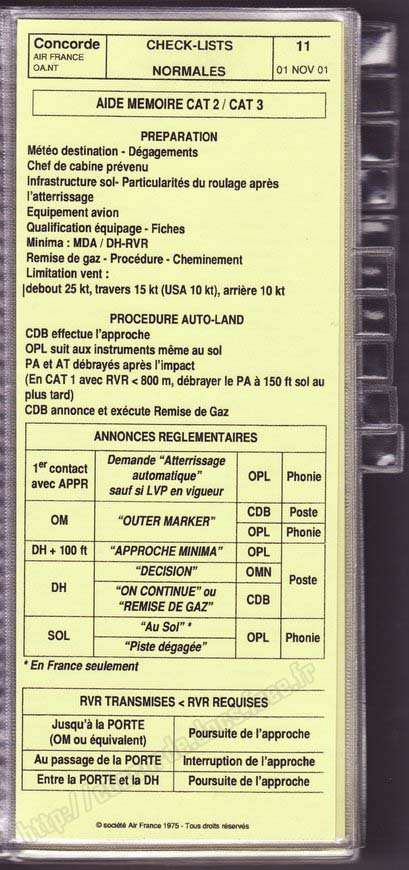 Concorde
AIR FRANCE
OA.NT
CHECK-LISTS
NORMALES
11
01 NOV 01
AIDE MEMOIRE CAT 2 / CAT 3
PREPARATION
Météo destination - Dégagements
Chef de cabine prévenu
Infrastructure sol- Particularités du roulage après
l'atterrissage
Equipement avion
Qualification équipage - Fiches
Minima : MDA / DH-RVR
Remise de gaz - Procédure - Cheminement
Limitation vent :
debout 25 kt, travers 15 kt (USA 10 kt), arrière 10 kt
PROCEDURE AUTO-LAND
CDB effectue l'approche
OPL suit aux instruments même au sol
PA et AT débrayés après l'impact
(En CAT 1 avec RVR < 800 m, débrayer le PA à 150 ft sol au
plus tard)
CDB annonce et exécute Remise de Gaz
ANNONCES REGLEMENTAIRES
1er contact
avec APPR
Demande "Atterrissage
automatique"
sauf si LVP en vigueur
OPL
Phonie
OM
"OUTER MARKER"
CDB
Poste
OPL
Phonie
DH + 100 ft
"APPROCHE MINIMA"
OPL
Poste
DH
"DECISION"
OMN
"ON CONTINUE" ou
"REMISE DE GAZ"
CDB
SOL
"Au Sol" *
"Piste dégagée"
OPL
Phonie
* En France seulement
RVR TRANSMISES < RVR REQUISES
Jusqu'à la PORTE
(OM ou équivalent)
Poursuite de l'approche
Au passage de la PORTE
Interruption de l'approche
Entre la PORTE et la DH
Poursuite de l'approche
© société Air France 1975 - Tous droits réservés